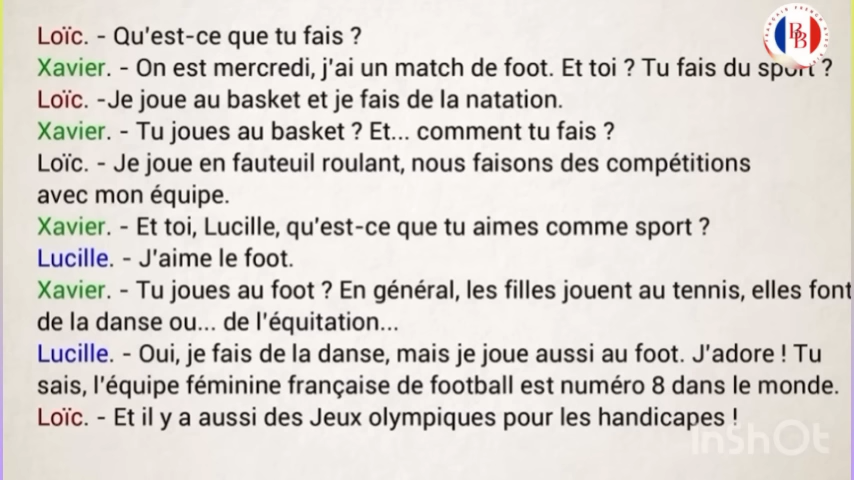 Loïc. - Qu'est-ce que tu fais ?
Xavier. - On est mercredi, j'ai un match de foot. Et toi ? Tu fais du sport ?
Loïc. -Je joue au basket et je fais de la natation.
Xavier. - Tu joues au basket ? Et... comment tu fais ?
Loïc. - Je joue en fauteuil roulant, nous faisons des compétitions
avec mon équipe.
Xavier. - Et toi, Lucille, qu'est-ce que tu aimes comme sport ?
Lucille. - J'aime le foot.
Xavier. - Tu joues au foot ? En général, les filles jouent au tennis, elles font
de la danse ou... de l'équitation...
Lucille. - Oui, je fais de la danse, mais je joue aussi au foot. J'adore ! Tu
sais, l'équipe féminine française de football est numéro 8 dans le monde.
Loïc. - Et il y a aussi des Jeux olympiques pour les handicapes !
InShOt